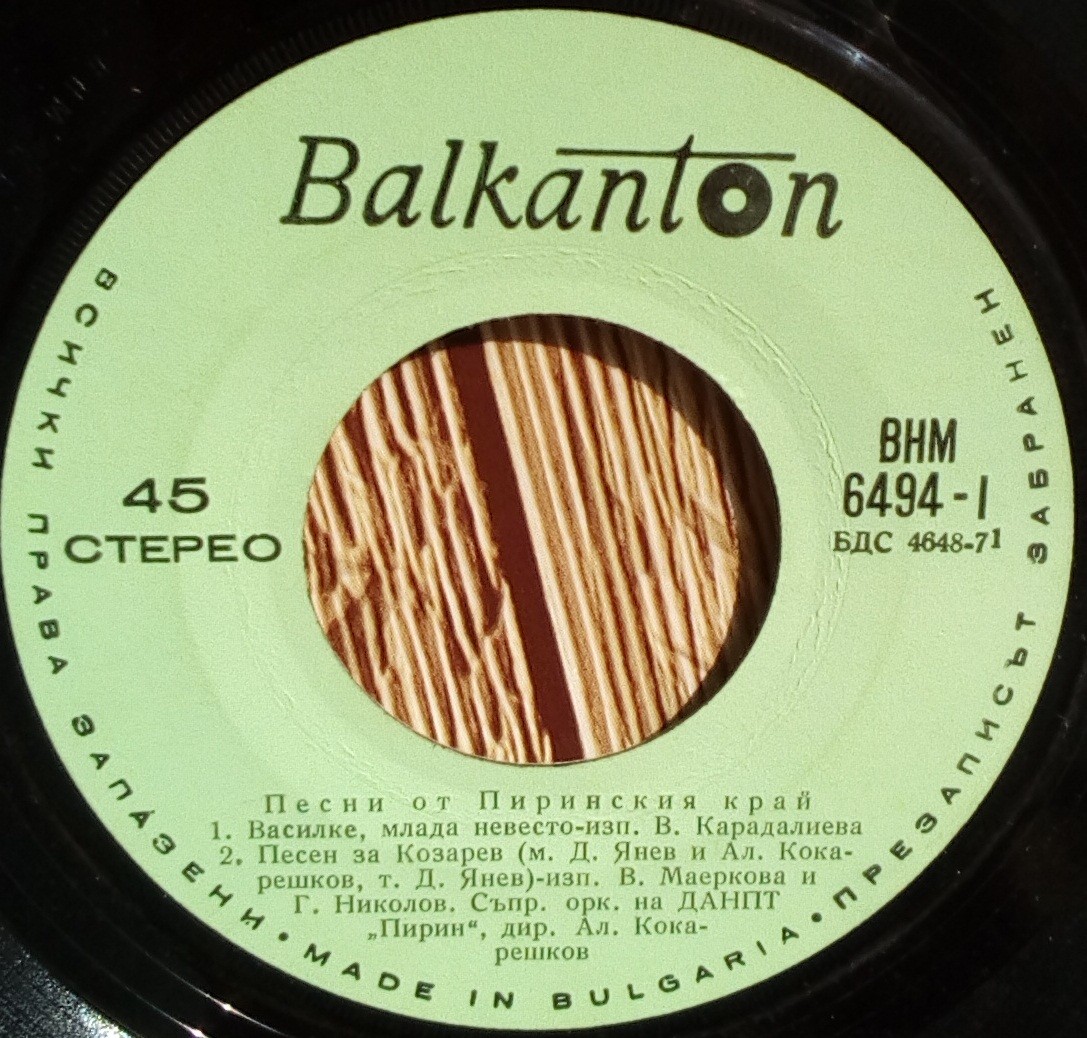 Balkanton
45
СТЕРЕО
ВНМ
6494-I
БДС 4648-71
Песни от Пиринския край
1. Василке, млада невесто-изп. В. Карадалиева
2. Песен за Козарев (м. Д. Янев и Ал. Кока-
решков, т. Д. Янев)-изп. В. Маеркова и
Г. Николов. Съпр. орк. на ДАНПТ
„Пирин“, дир. Ал. Кока-
решков
ВСИЧКИ ПРАВА ЗАПАЗЕНИ • MADE IN BULGARIA • ПРЕЗАПИСЪТ ЗАБРАНЕН